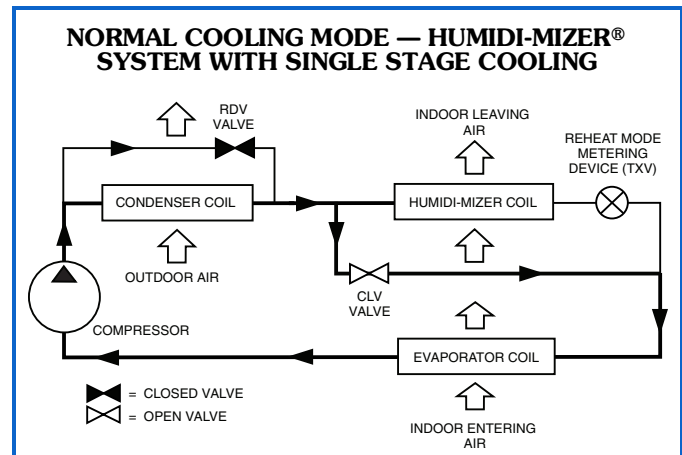 NORMAL COOLING MODE — HUMIDI-MIZER®
SYSTEM WITH SINGLE STAGE COOLING
RDV
VALVE
INDOOR LEAVING
AIR
REHEAT MODE
METERING
DEVICE (TXV)
CONDENSER COIL
HUMIDI-MIZER COIL
OUTDOOR AIR
CLV
VALVE
COMPRESSOR
EVAPORATOR COIL
= CLOSED VALVE
= OPEN VALVE
INDOOR ENTERING
AIR